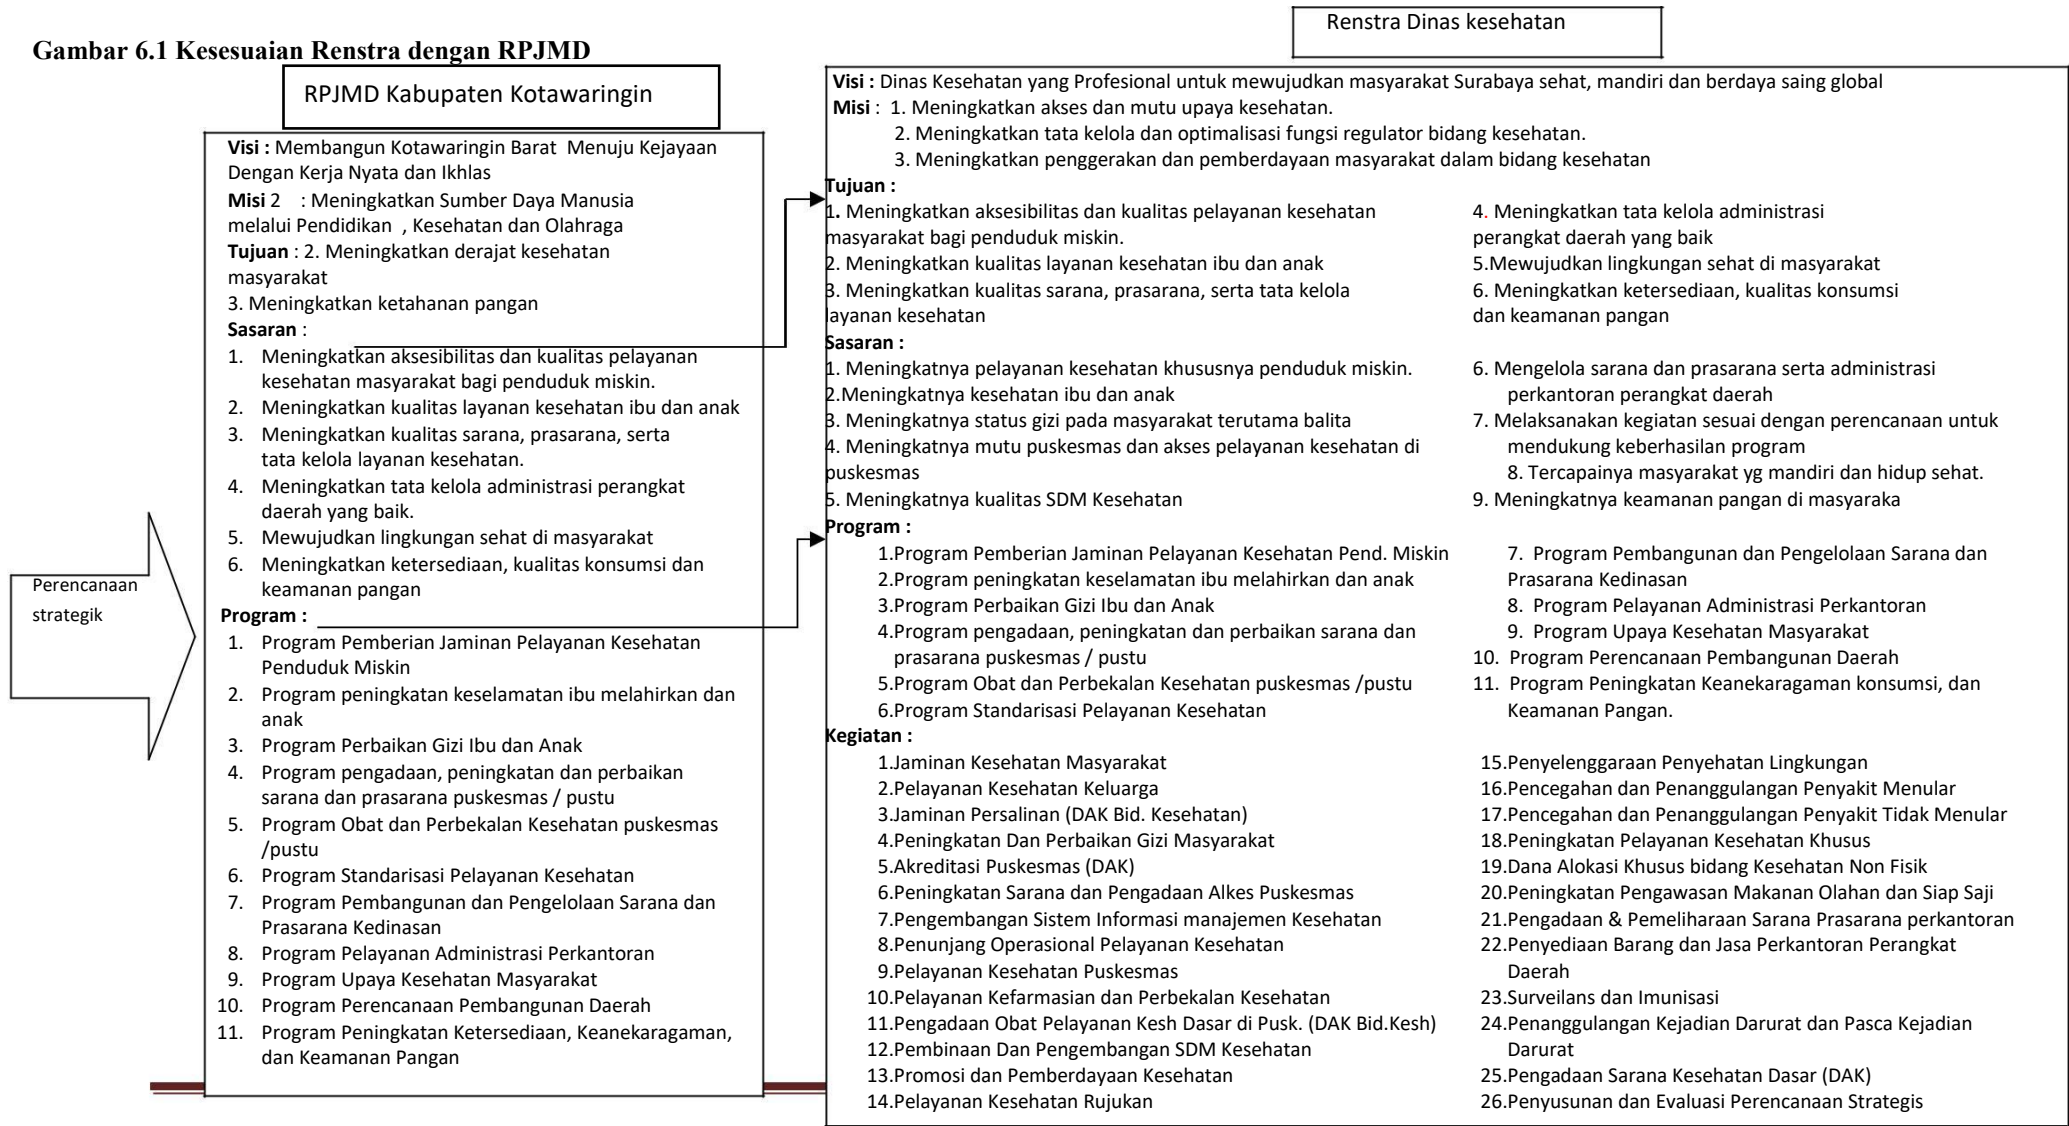 Renstra Dinas kesehatan
Gambar 6.1 Kesesuaian Renstra dengan RPJMD
RPJMD Kabupaten Kotawaringin
Perencanaan
strategik
Visi : Membangun Kotawaringin Barat Menuju Kejayaan
Dengan Kerja Nyata dan Ikhlas
Misi 2 : Meningkatkan Sumber Daya Manusia
melalui Pendidikan , Kesehatan dan Olahraga
Tujuan : 2. Meningkatkan derajat kesehatan
masyarakat
3. Meningkatkan ketahanan pangan
Sasaran :
1. Meningkatkan aksesibilitas dan kualitas pelayanan
kesehatan masyarakat bagi penduduk miskin.
2. Meningkatkan kualitas layanan kesehatan ibu dan anak
3. Meningkatkan kualitas sarana, prasarana, serta
tata kelola layanan kesehatan.
4. Meningkatkan tata kelola administrasi perangkat
daerah yang baik.
5. Mewujudkan lingkungan sehat di masyarakat
6. Meningkatkan ketersediaan, kualitas konsumsi dan
keamanan pangan
Program :
1. Program Pemberian Jaminan Pelayanan Kesehatan
Penduduk Miskin
2. Program peningkatan keselamatan ibu melahirkan dan
anak
3. Program Perbaikan Gizi Ibu dan Anak
4. Program pengadaan, peningkatan dan perbaikan
sarana dan prasarana puskesmas / pustu
5. Program Obat dan Perbekalan Kesehatan puskesmas
/pustu
6. Program Standarisasi Pelayanan Kesehatan
7. Program Pembangunan dan Pengelolaan Sarana dan
Prasarana Kedinasan
8. Program Pelayanan Administrasi Perkantoran
9. Program Upaya Kesehatan Masyarakat
10. Program Perencanaan Pembangunan Daerah
11. Program Peningkatan Ketersediaan, Keanekaragaman,
dan Keamanan Pangan
Visi : Dinas Kesehatan yang Profesional untuk mewujudkan masyarakat Surabaya sehat, mandiri dan berdaya saing global
Misi : 1. Meningkatkan akses dan mutu upaya kesehatan.
2. Meningkatkan tata kelola dan optimalisasi fungsi regulator bidang kesehatan.
3. Meningkatkan penggerakan dan pemberdayaan masyarakat dalam bidang kesehatan
Tujuan :
1. Meningkatkan aksesibilitas dan kualitas pelayanan kesehatan
masyarakat bagi penduduk miskin.
2. Meningkatkan kualitas layanan kesehatan ibu dan anak
3. Meningkatkan kualitas sarana, prasarana, serta tata kelola
layanan kesehatan
4. Meningkatkan tata kelola administrasi
perangkat daerah yang baik
5.Mewujudkan lingkungan sehat di masyarakat
6. Meningkatkan ketersediaan, kualitas konsumsi
dan keamanan pangan
Sasaran :
1. Meningkatnya pelayanan kesehatan khususnya penduduk miskin.
2.Meningkatnya kesehatan ibu dan anak
3. Meningkatnya status gizi pada masyarakat terutama balita
4. Meningkatnya mutu puskesmas dan akses pelayanan kesehatan di
puskesmas
5. Meningkatnya kualitas SDM Kesehatan
6. Mengelola sarana dan prasarana serta administrasi
perkantoran perangkat daerah
7. Melaksanakan kegiatan sesuai dengan perencanaan untuk
mendukung keberhasilan program
8. Tercapainya masyarakat yg mandiri dan hidup sehat.
9. Meningkatnya keamanan pangan di masyaraka
Program :
1.Program Pemberian Jaminan Pelayanan Kesehatan Pend. Miskin
2.Program peningkatan keselamatan ibu melahirkan dan anak
3.Program Perbaikan Gizi Ibu dan Anak
4.Program pengadaan, peningkatan dan perbaikan sarana dan
prasarana puskesmas / pustu
5.Program Obat dan Perbekalan Kesehatan puskesmas /pustu
6.Program Standarisasi Pelayanan Kesehatan
7. Program Pembangunan dan Pengelolaan Sarana dan
Prasarana Kedinasan
8. Program Pelayanan Administrasi Perkantoran
9. Program Upaya Kesehatan Masyarakat
10. Program Perencanaan Pembangunan Daerah
11. Program Peningkatan Keanekaragaman konsumsi, dan
Keamanan Pangan.
Kegiatan :
1.Jaminan Kesehatan Masyarakat
2.Pelayanan Kesehatan Keluarga
3.Jaminan Persalinan (DAK Bid. Kesehatan)
4.Peningkatan Dan Perbaikan Gizi Masyarakat
5.Akreditasi Puskesmas (DAK)
6.Peningkatan Sarana dan Pengadaan Alkes Puskesmas
7.Pengembangan Sistem Informasi manajemen Kesehatan
8.Penunjang Operasional Pelayanan Kesehatan
9.Pelayanan Kesehatan Puskesmas
10.Pelayanan Kefarmasian dan Perbekalan Kesehatan
11.Pengadaan Obat Pelayanan Kesh Dasar di Pusk. (DAK Bid.Kesh)
12.Pembinaan Dan Pengembangan SDM Kesehatan
13.Promosi dan Pemberdayaan Kesehatan
14.Pelayanan Kesehatan Rujukan
15.Penyelenggaraan Penyehatan Lingkungan
16.Pencegahan dan Penanggulangan Penyakit Menular
17.Pencegahan dan Penanggulangan Penyakit Tidak Menular
18.Peningkatan Pelayanan Kesehatan Khusus
19.Dana Alokasi Khusus bidang Kesehatan Non Fisik
20.Peningkatan Pengawasan Makanan Olahan dan Siap Saji
21.Pengadaan & Pemeliharaan Sarana Prasarana perkantoran
22.Penyediaan Barang dan Jasa Perkantoran Perangkat
Daerah
23.Surveilans dan Imunisasi
24.Penanggulangan Kejadian Darurat dan Pasca Kejadian
Darurat
25.Pengadaan Sarana Kesehatan Dasar (DAK)
26.Penyusunan dan Evaluasi Perencanaan Strategis